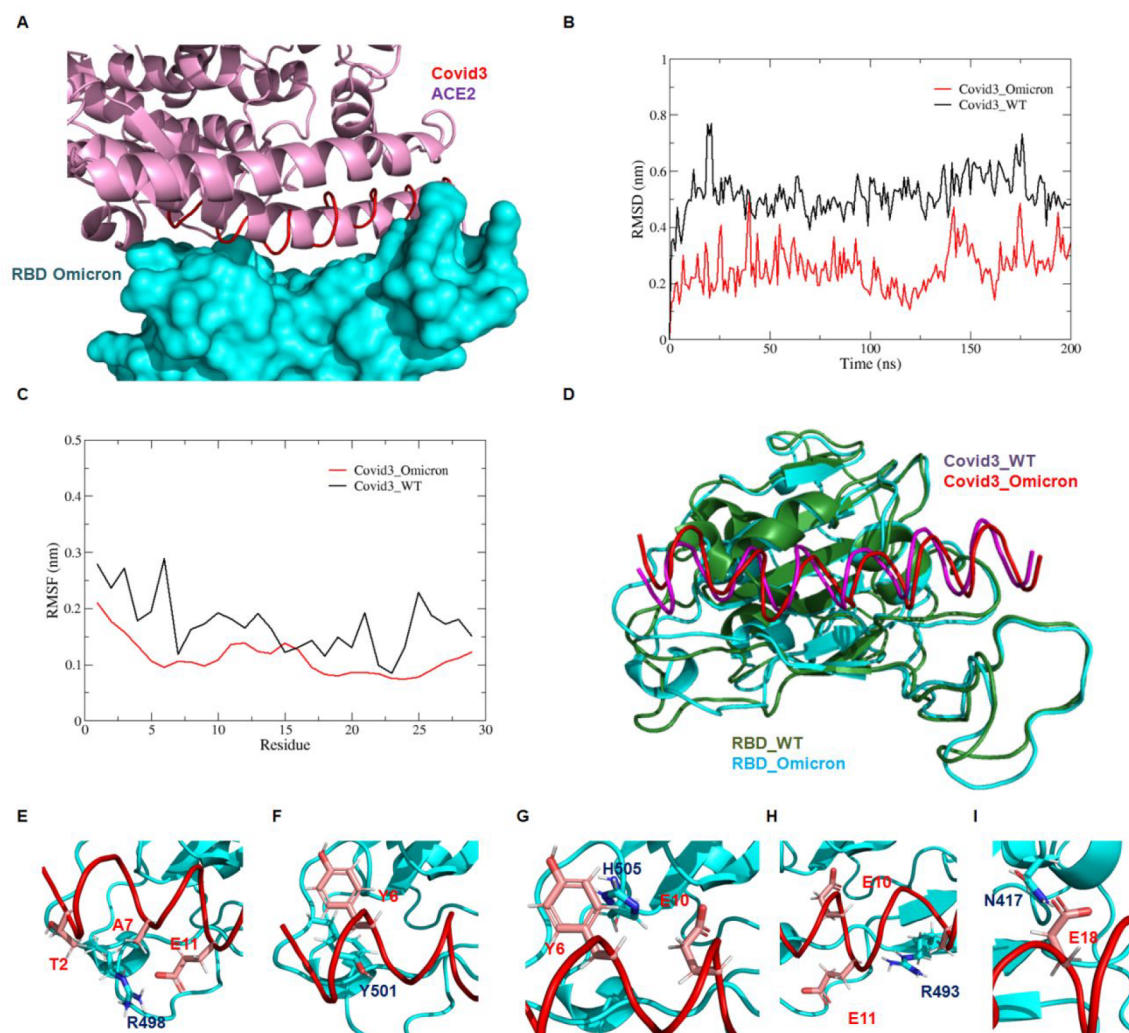 A
B
Covid3
ACE2
RBD Omicron
1
0.8
0.6
0.4
0.2
0
RMSD (nm)
Covid3_Omicron
Covid3_WT
0
50
100
150
200
Time (ns)
C
D
0.5
0.4
0.3
0.2
0.1
0
RMSF (nm)
Covid3_Omicron
Covid3_WT
0
5
10
15
20
25
30
Residue
Covid3_WT
Covid3_Omicron
RBD_WT
RBD_Omicron
E
F
G
H
I
T2
A7
E11
R498
Y6
Y501
H505
E10
Y6
E10
R493
E11
N417
E18